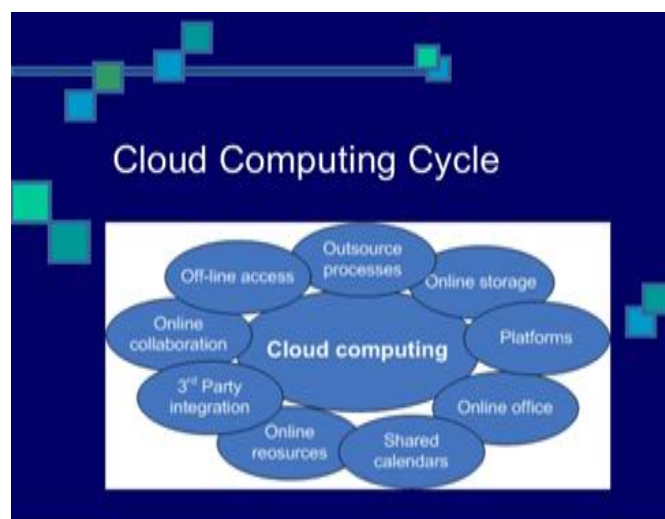 Cloud Computing Cycle
Outsource
processes
Off-line access
Online storage
Online
collaboration
Cloud computing
Platforms
3rd Party
integration
Online office
Online
reosurces
Shared
calendars